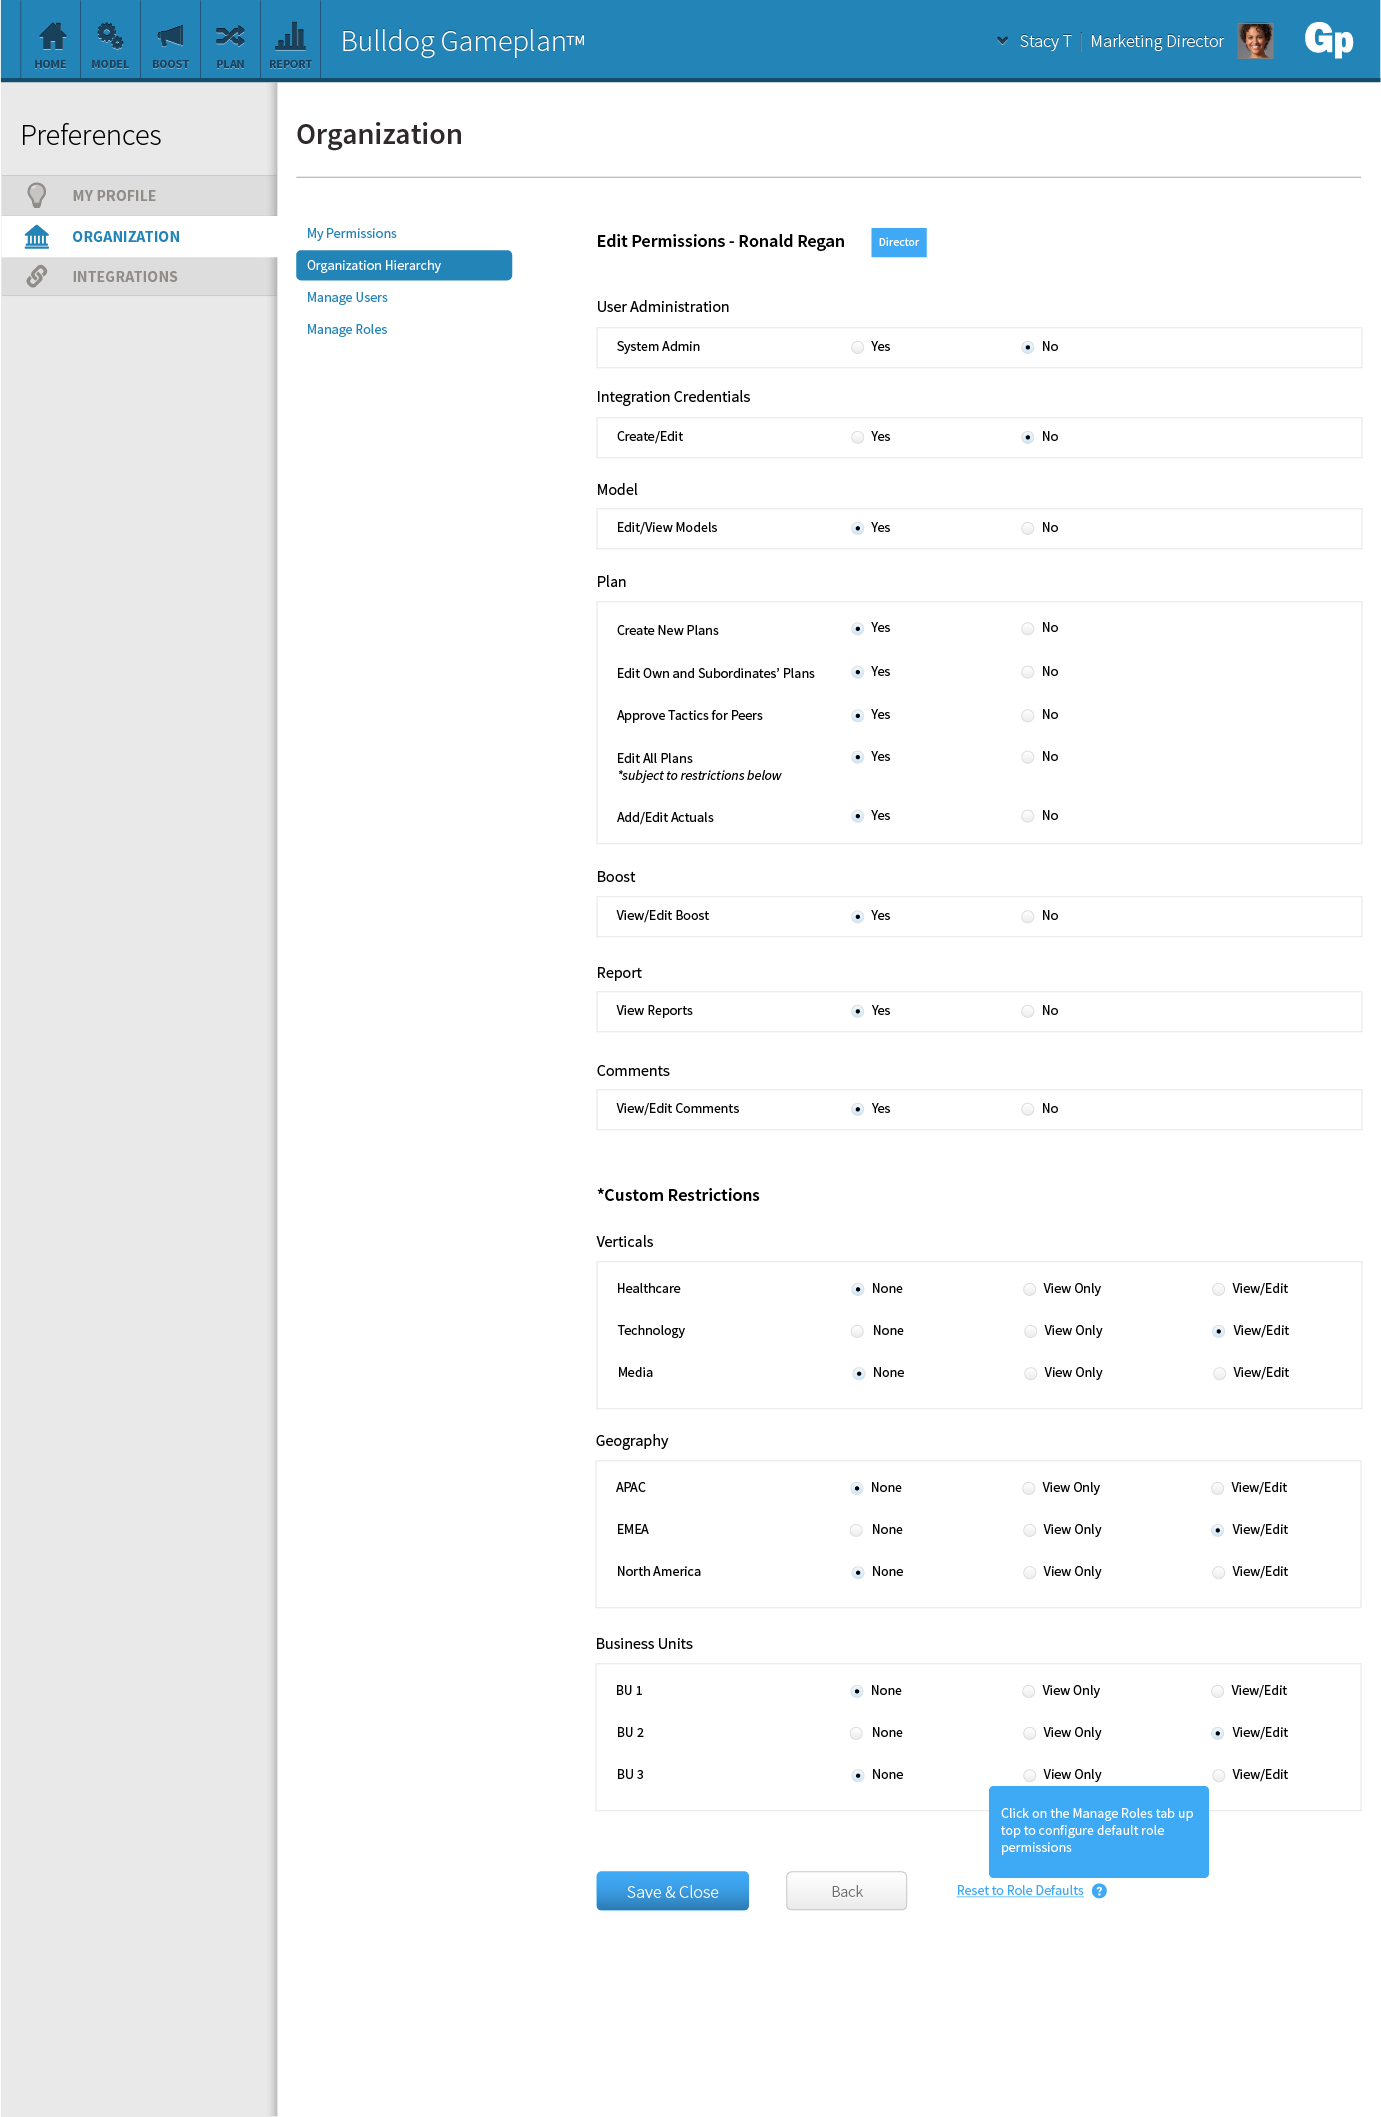 HOME
MODEL
BOOST
PLAN
REPORT
Bulldog Gameplan™
Stacy T
Marketing Director
Gp
Preferences
MY PROFILE
ORGANIZATION
INTEGRATIONS
Organization
My Permissions
Organization Hierarchy
Manage Users
Manage Roles
Edit Permissions - Ronald Regan
Director
User Administration
System Admin Yes No
Integration Credentials
Create/Edit Yes No
Model
Edit/View Models Yes No
Plan
Create New Plans Yes No
Edit Own and Subordinates’ Plans Yes No
Approve Tactics for Peers Yes No
Edit All Plans Yes No
*subject to restrictions below
Add/Edit Actuals Yes No
Boost
View/Edit Boost Yes No
Report
View Reports Yes No
Comments
View/Edit Comments Yes No
*Custom Restrictions
Verticals
Healthcare None View Only View/Edit
Technology None View Only View/Edit
Media None View Only View/Edit
Geography
APAC None View Only View/Edit
EMEA None View Only View/Edit
North America None View Only View/Edit
Business Units
BU 1 None View Only View/Edit
BU 2 None View Only View/Edit
BU 3 None View Only View/Edit
Click on the Manage Roles tab up
top to configure default role
permissions
Save & Close
Back
Reset to Role Defaults ?